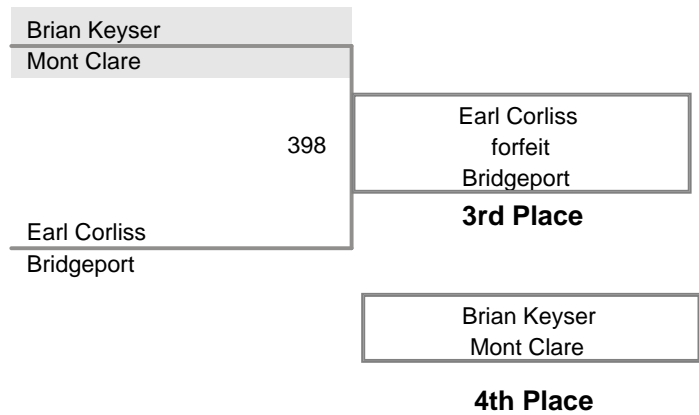 Brian Keyser
Mont Clare
398
Earl Corliss
forfeit
Bridgeport
3rd Place
Earl Corliss
Bridgeport
Brian Keyser
Mont Clare
4th Place